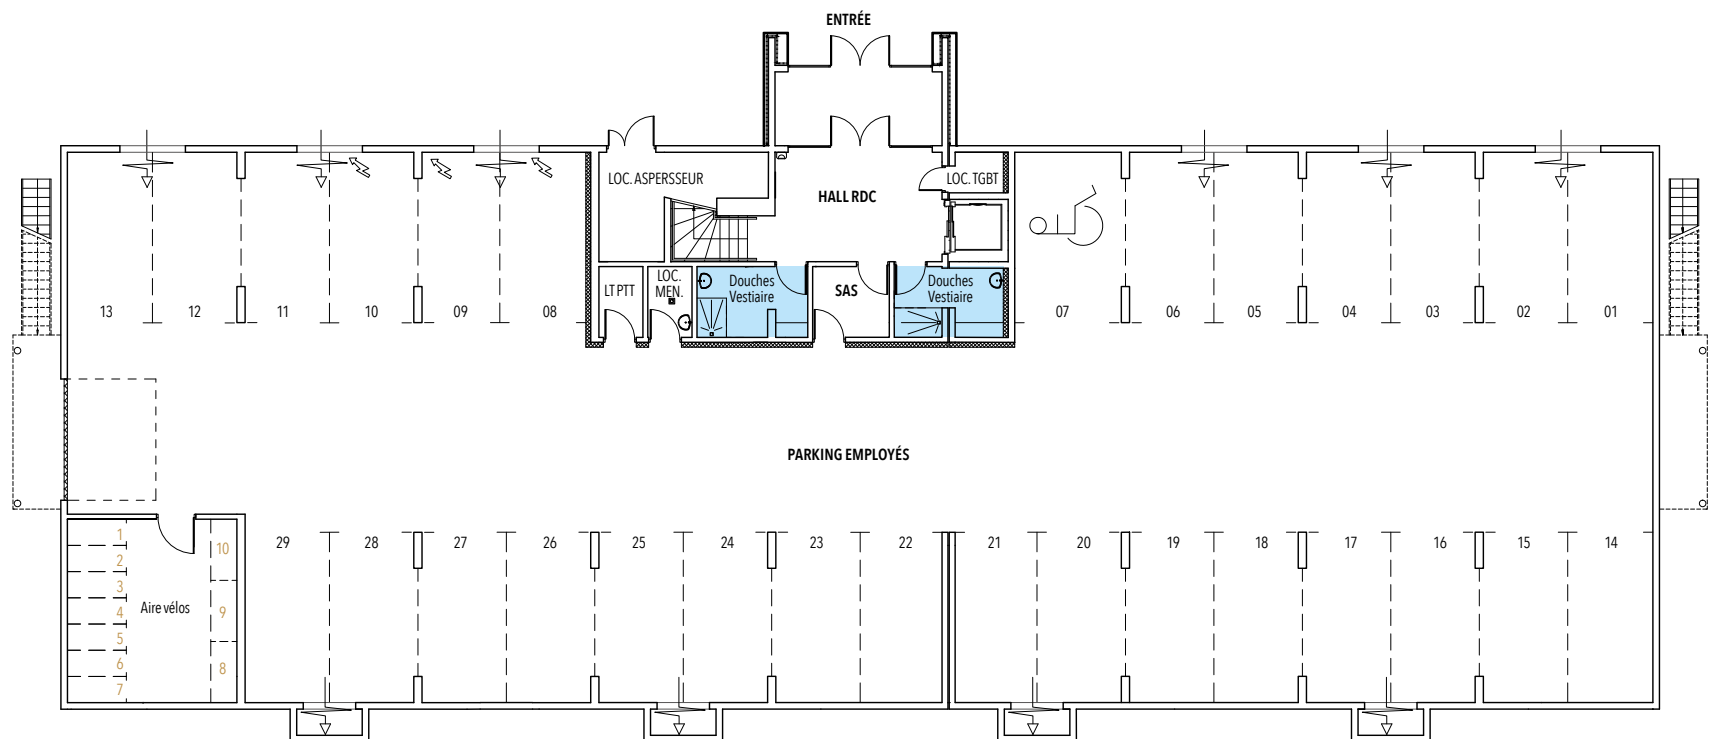 ENTRÉE
LOC. ASPERSSEUR
HALL RDC
LOC. TGBT
LT PTT
LOC.
MEN.
Douches
Vestiaire
SAS
Douches
Vestiaire
13
12
11
10
09
08
07
06
05
04
03
02
01
PARKING EMPLOYÉS
29
28
27
26
25
24
23
22
21
20
19
18
17
16
15
14
1
2
3
4
5
6
7
Aire vélos
10
9
8